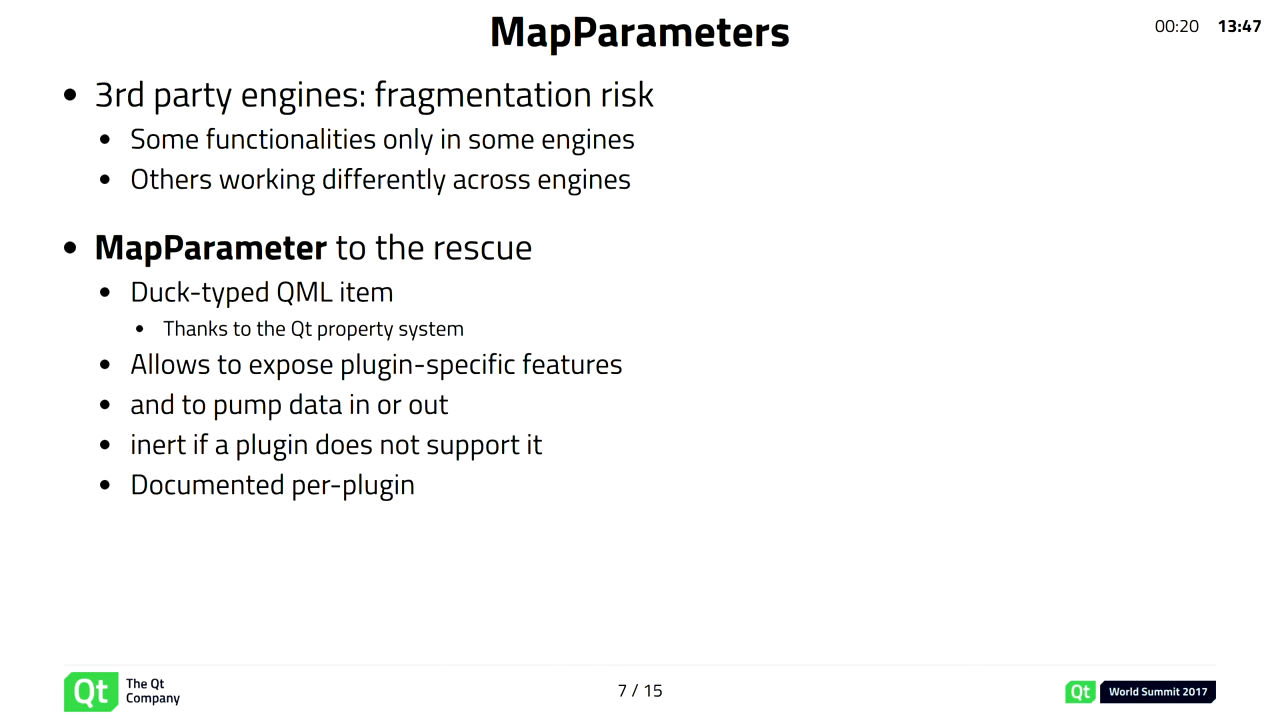 MapParameters
00:20 13:47
3rd party engines: fragmentation risk
Some functionalities only in some engines
Others working differently across engines
MapParameter to the rescue
Duck-typed QML item
Thanks to the Qt property system
Allows to expose plugin-specific features
and to pump data in or out
inert if a plugin does not support it
Documented per-plugin
Qt
The Qt
Company
7 / 15
Qt World Summit 2017